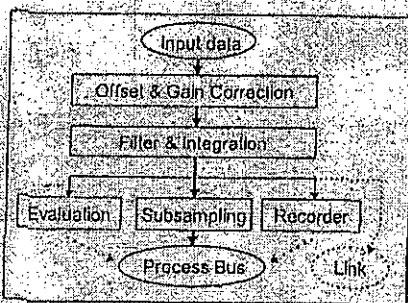 Input data
Offset & Gain Correction
Filter & Integration
Evaluation Subsampling Recorder
Process Bus Link